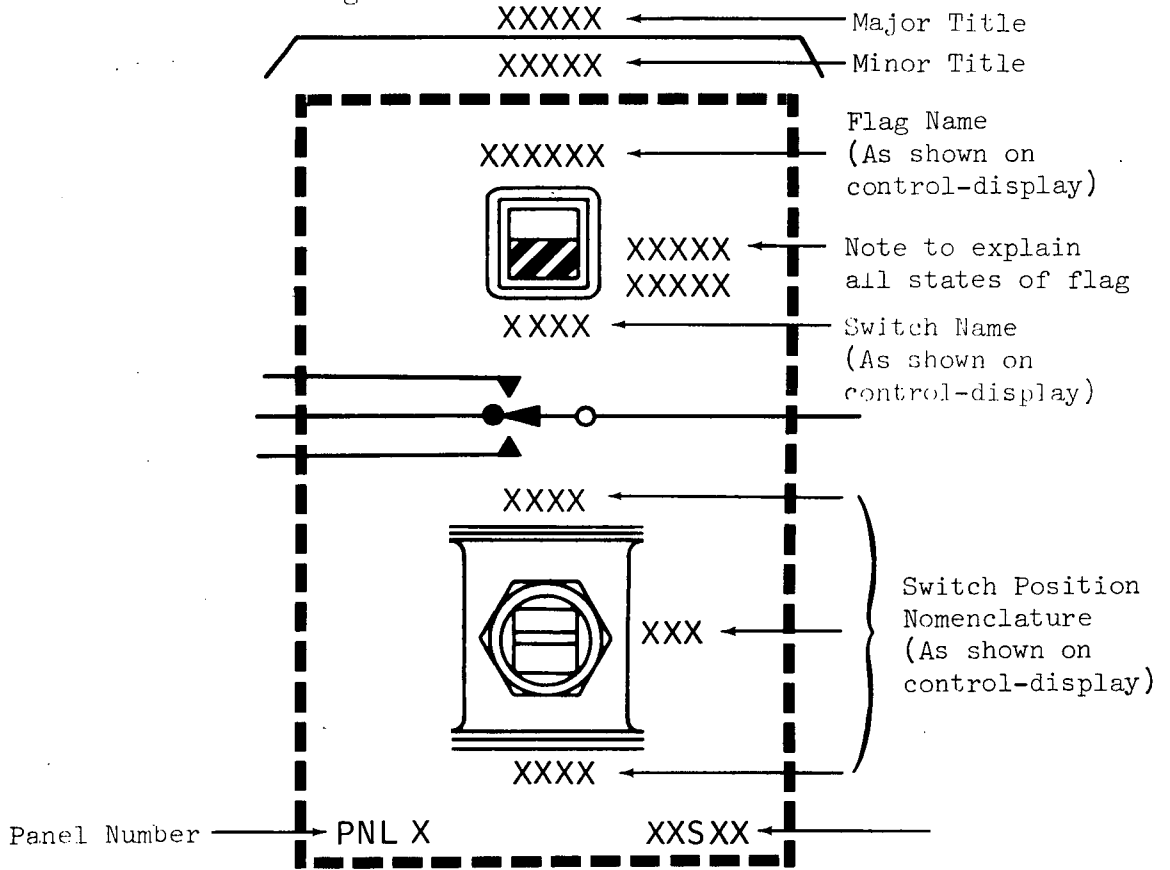 XXXXX Major Title
XXXXX Minor Title
Flag Name
XXXXXX (As shown on
control-display)
XXXXX Note to explain
XXXXX all states of flag
XXXX Switch Name
(As shown on
control-display)
XXXX
Switch Position
XXX Nomenclature
(As shown on
control-display)
XXXX
Panel Number PNL X XXSXX